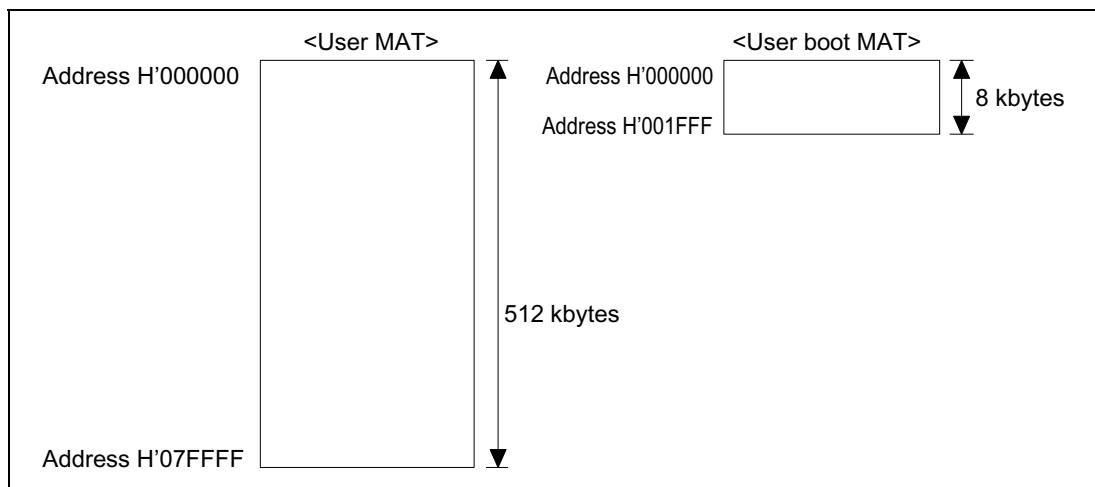 <User MAT>
Address H'000000
512 kbytes
Address H'07FFFF
<User boot MAT>
Address H'000000
8 kbytes
Address H'001FFF